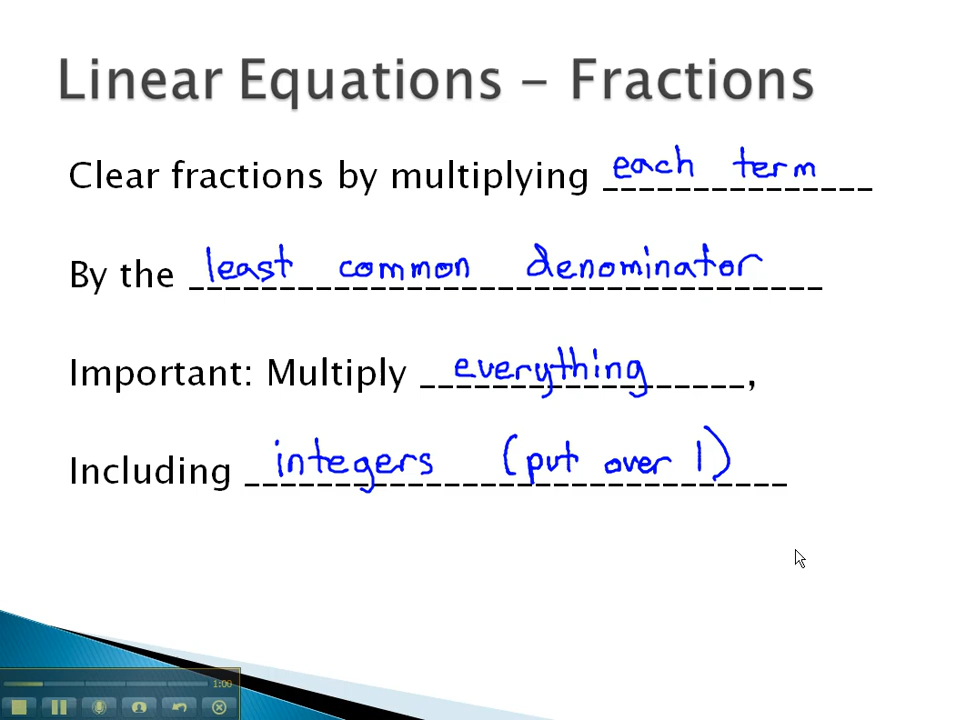 Linear Equations - Fractions
Clear fractions by multiplying each term
By the least common denominator
Important: Multiply everything,
Including integers (put over 1)
1:00